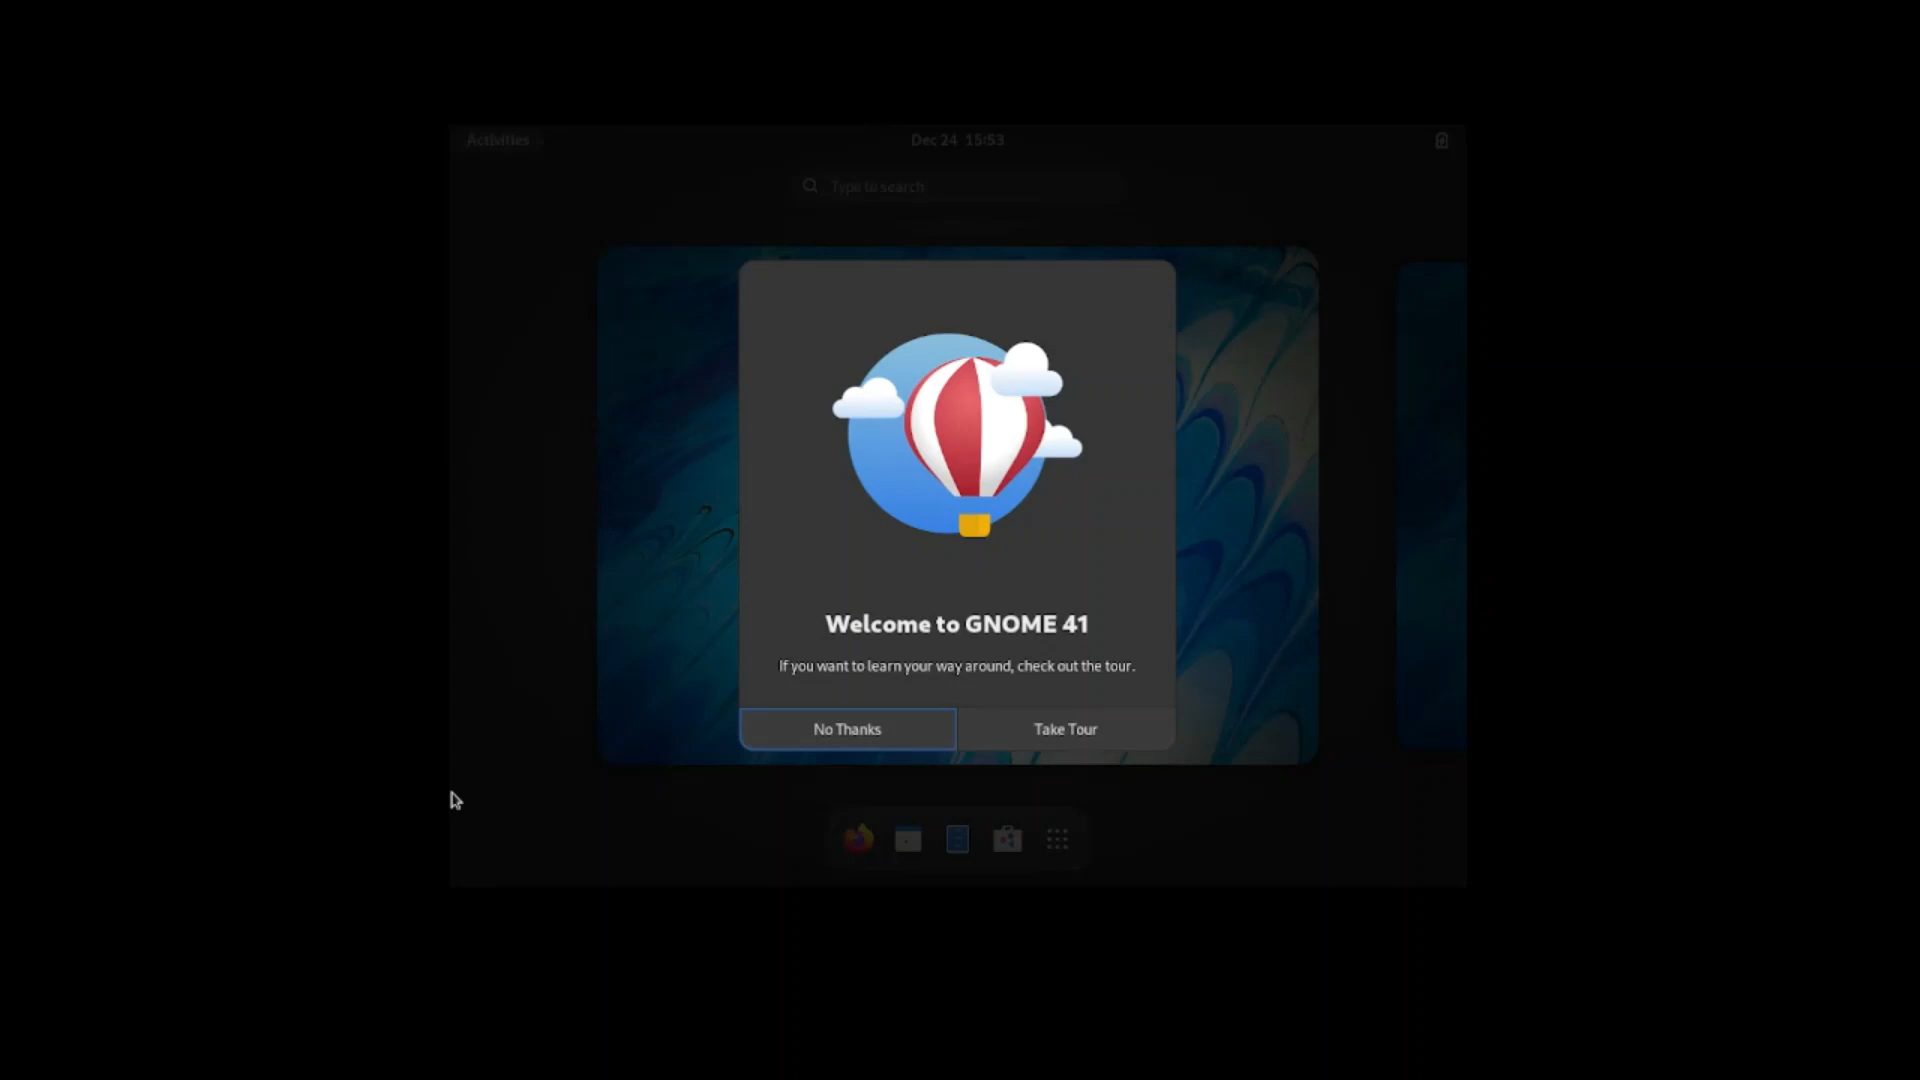 Activities
Dec 24 15:53
Type to search
Welcome to GNOME 41
If you want to learn your way around, check out the tour.
No Thanks
Take Tour